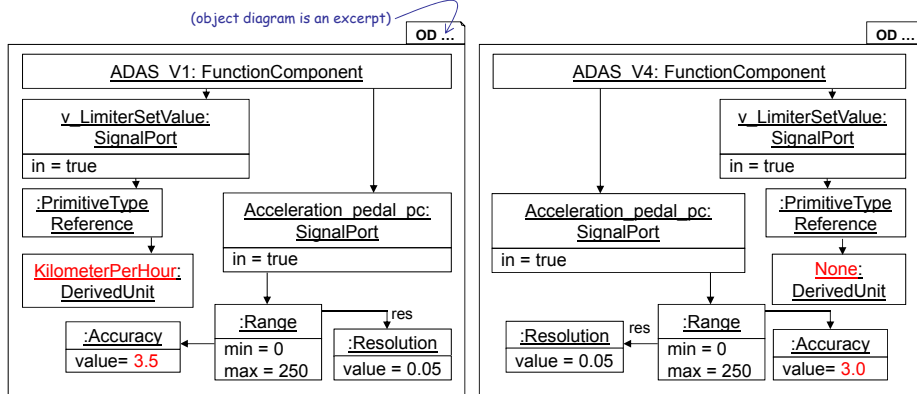 (object diagram is an excerpt)
OD ...
ADAS_V1: FunctionComponent
v_LimiterSetValue:
SignalPort
in = true
:PrimitiveType
Reference
KilometerPerHour:
DerivedUnit
Acceleration_pedal_pc:
SignalPort
in = true
:Range
min = 0
max = 250
res
:Accuracy
value= 3.5
:Resolution
value = 0.05
OD ...
ADAS_V4: FunctionComponent
v_LimiterSetValue:
SignalPort
in = true
:PrimitiveType
Reference
None:
DerivedUnit
Acceleration_pedal_pc:
SignalPort
in = true
:Range
min = 0
max = 250
res
:Resolution
value = 0.05
:Accuracy
value= 3.0